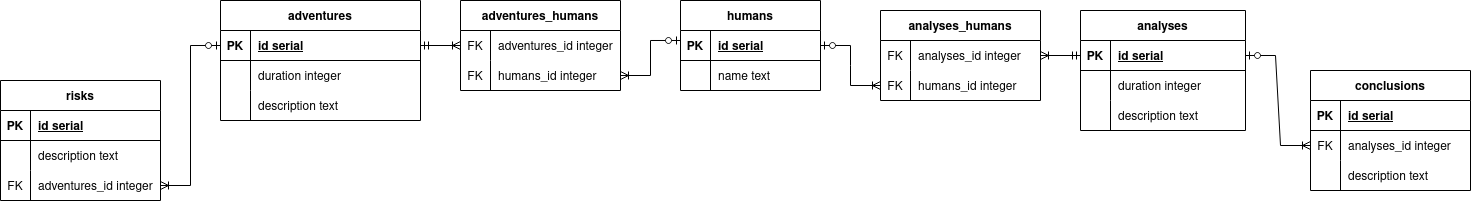 risks
PK id serial
description text
FK adventures_id integer
adventures
PK id serial
duration integer
description text
adventures_humans
FK adventures_id integer
FK humans_id integer
humans
PK id serial
name text
analyses_humans
FK analyses_id integer
FK humans_id integer
analyses
PK id serial
duration integer
description text
conclusions
PK id serial
FK analyses_id integer
description text